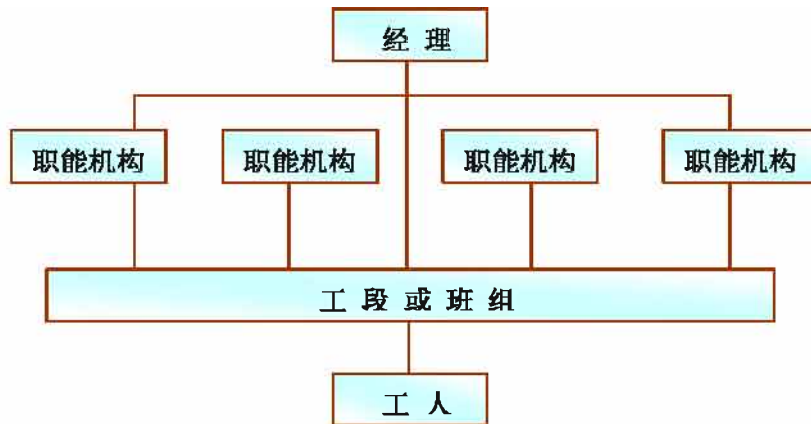 经 理
职能机构
职能机构
职能机构
职能机构
工 段 或 班 组
工 人